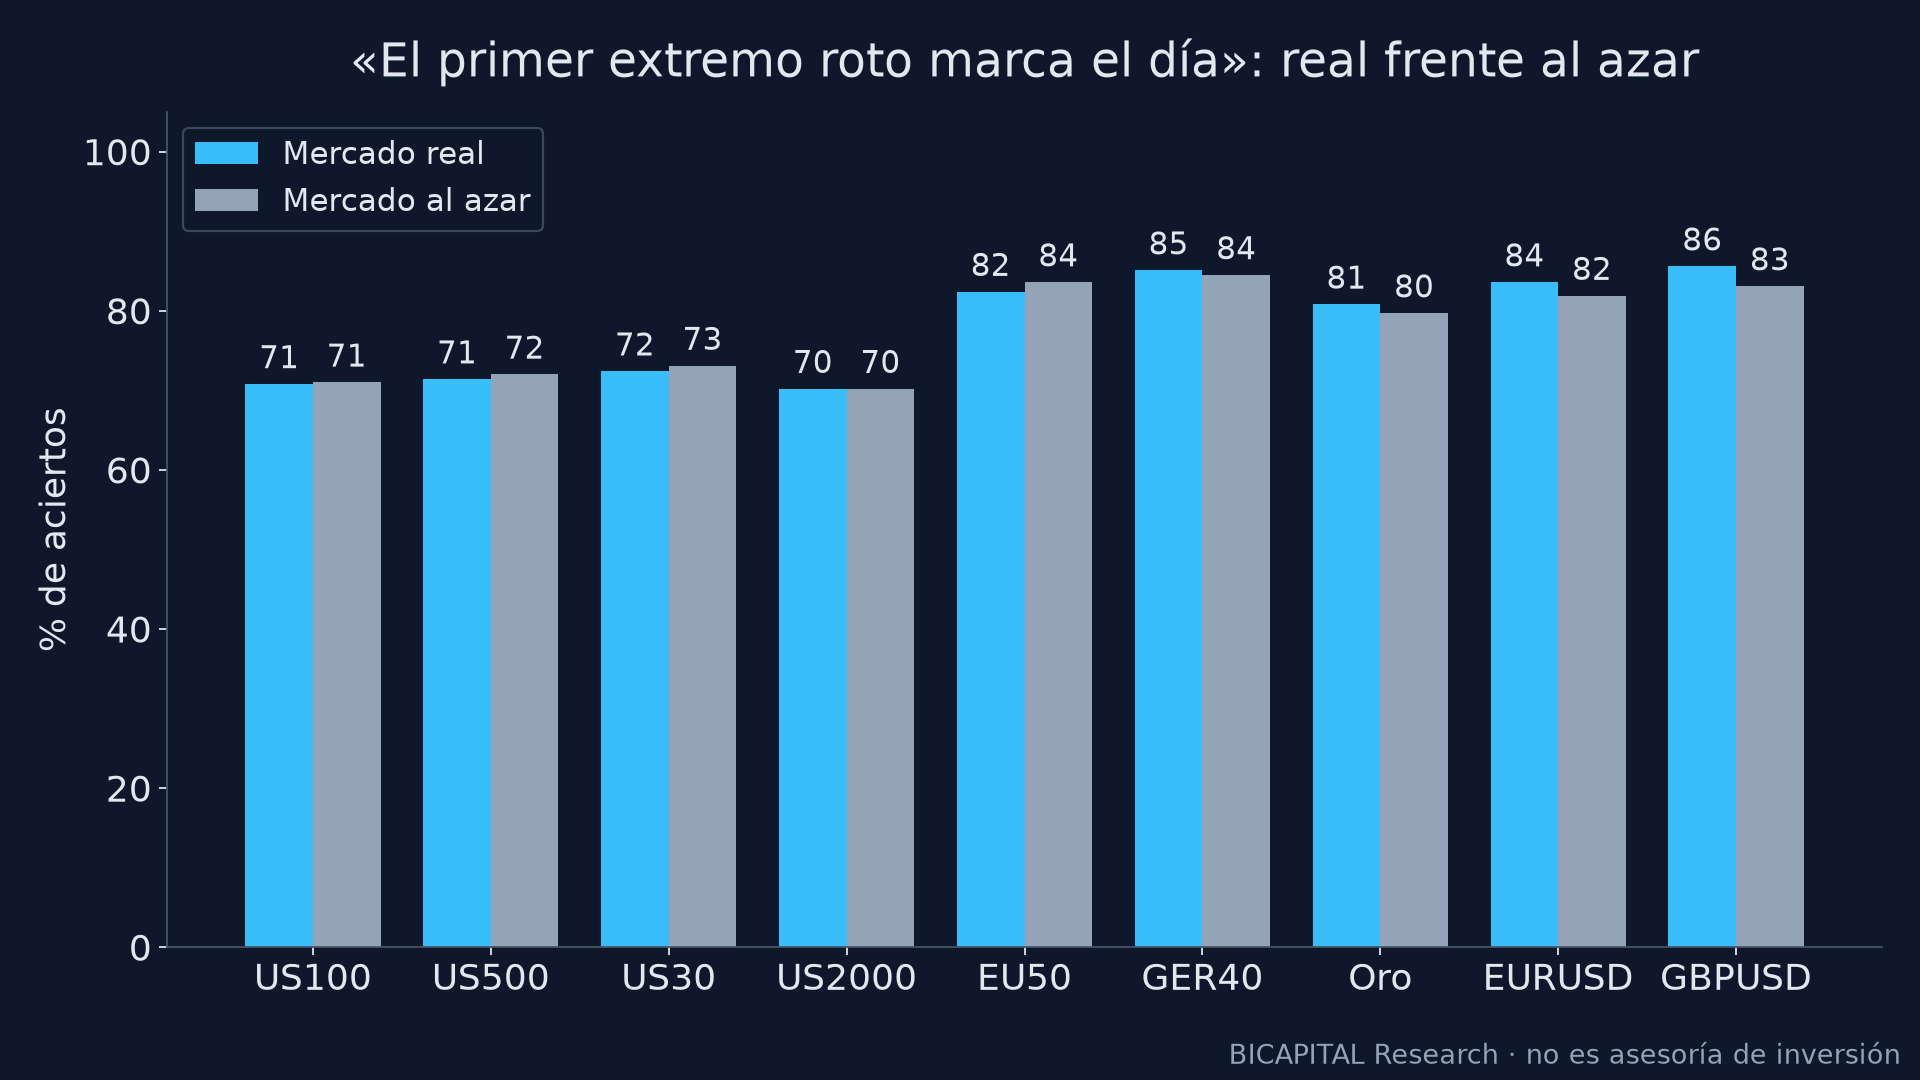 «El primer extremo roto marca el día»: real frente al azar
Mercado real
Mercado al azar
% de aciertos
100
80
60
40
20
0
71 71
71 72
72 73
70 70
82 84
85 84
81 80
84 82
86 83
US100 US500 US30 US2000 EU50 GER40 Oro EURUSD GBPUSD
BICAPITAL Research · no es asesoría de inversión